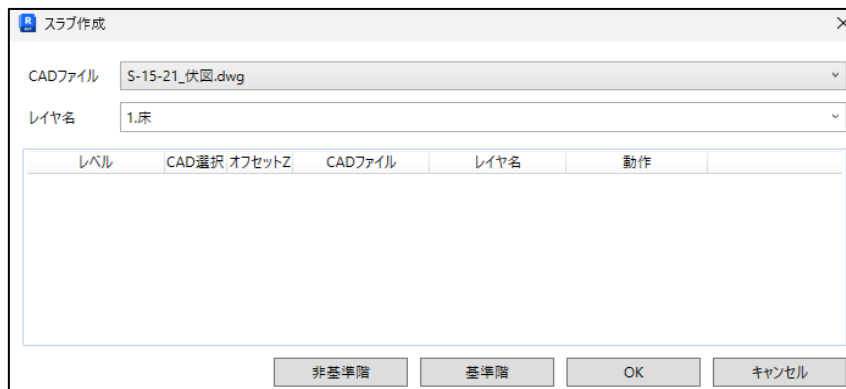 スラブ作成
CADファイル S-15-21_伏図.dwg
レイヤ名 1.床
レベル CAD選択 オフセットZ CADファイル レイヤ名 動作
非基準階 基準階 OK キャンセル